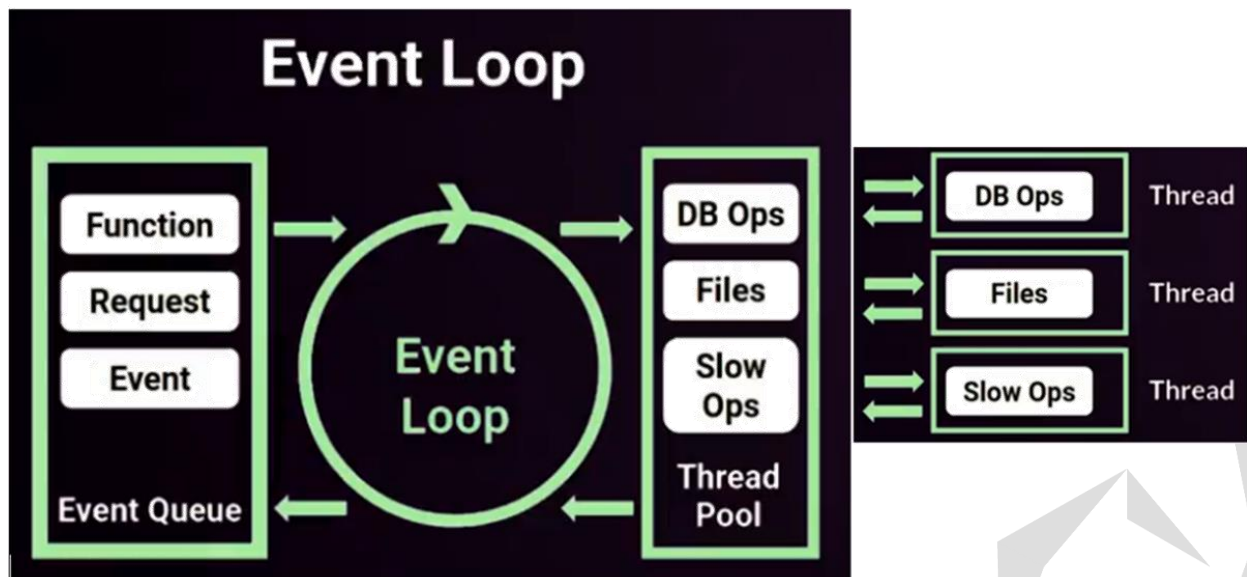 Event Loop
Function
Request
Event
Event Queue
Event
Loop
DB Ops
Files
Slow
Ops
Thread
Pool
DB Ops
Thread
Files
Thread
Slow Ops
Thread